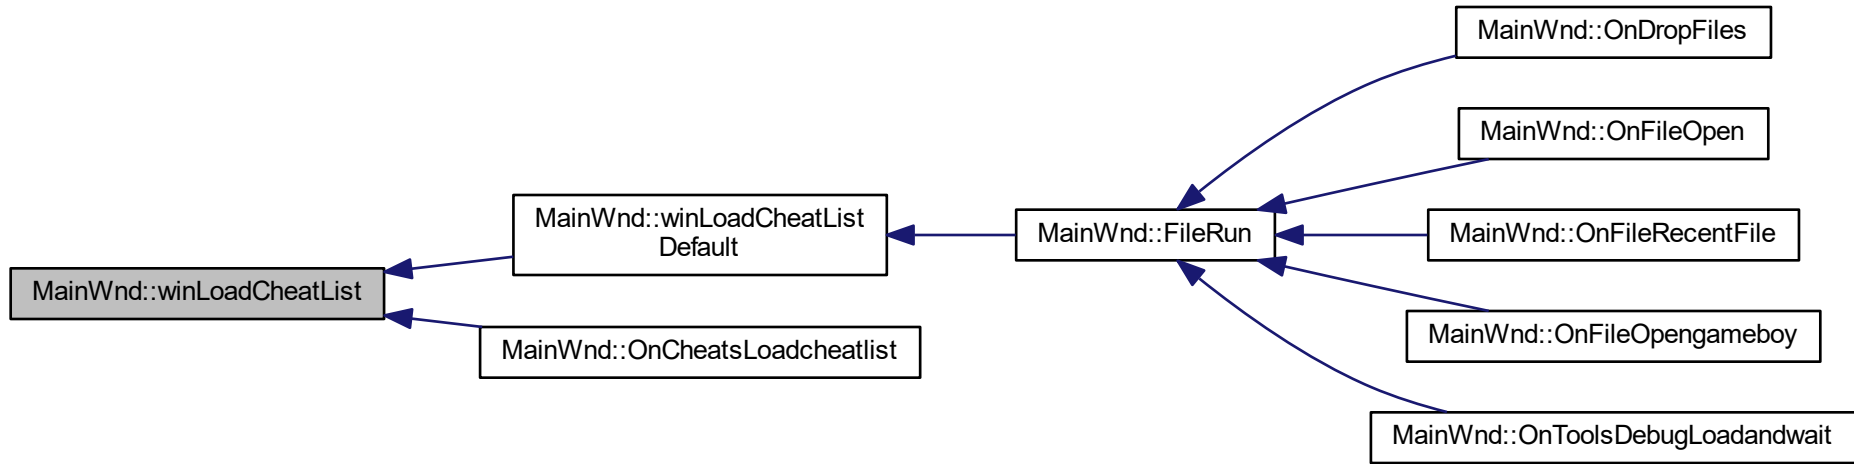 MainWnd::OnDropFiles
MainWnd::OnFileOpen
MainWnd::winLoadCheatList
Default
MainWnd::FileRun
MainWnd::OnFileRecentFile
MainWnd::winLoadCheatList
MainWnd::OnFileOpengameboy
MainWnd::OnCheatsLoadcheatlist
MainWnd::OnToolsDebugLoadandwait